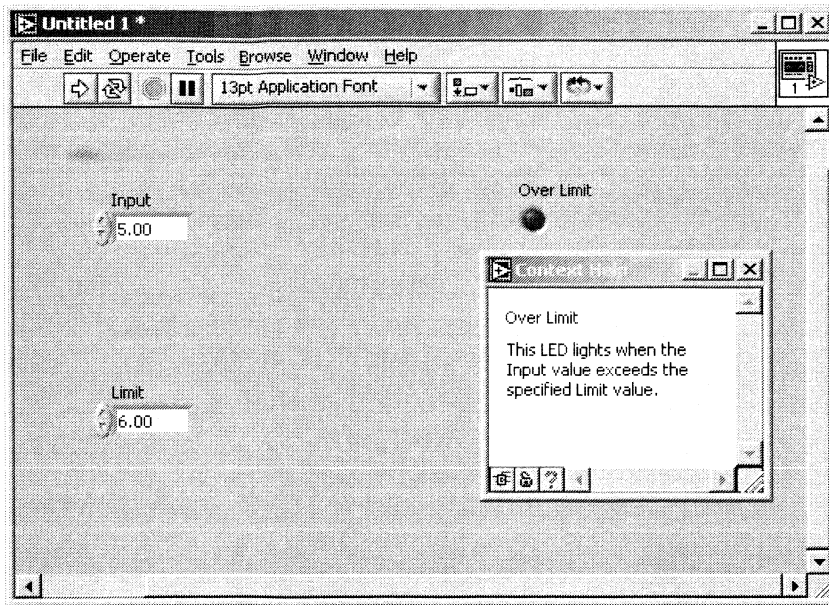 Untitled 1 *
File Edit Operate Tools Browse Window Help
13pt Application Font
1
Input
5.00
Over Limit
Context Help
Over Limit
This LED lights when the
Input value exceeds the
specified Limit value.
Limit
6.00
?